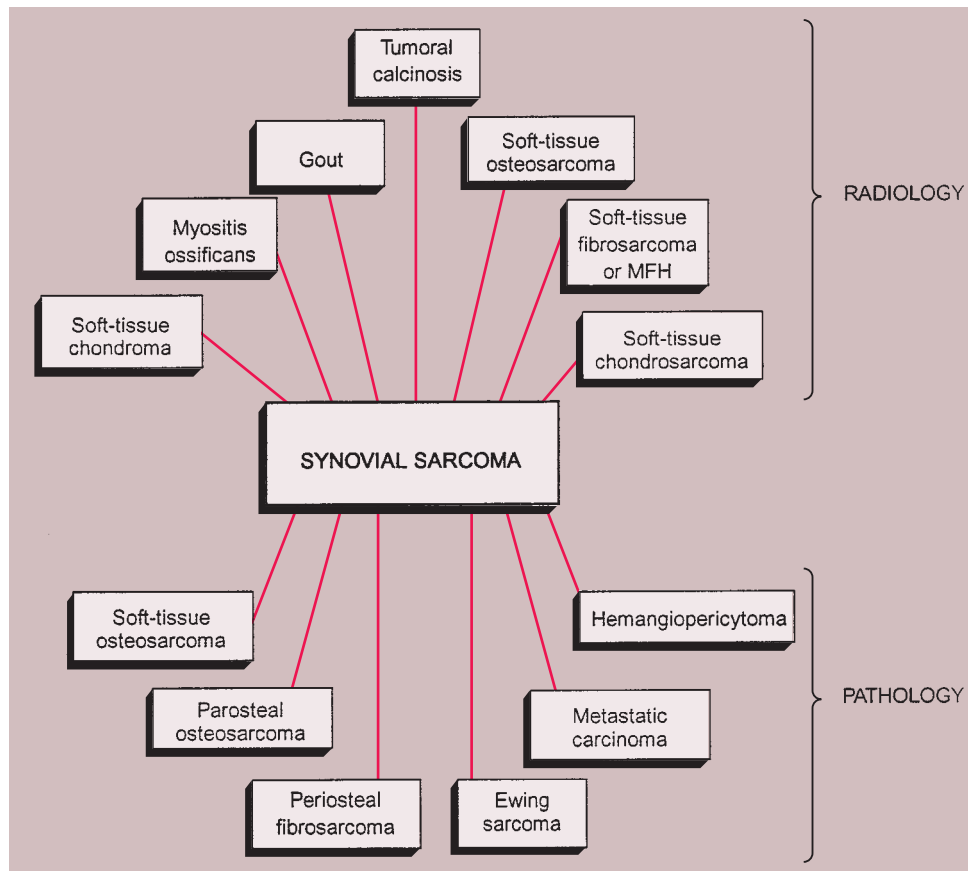 Tumoral
calcinosis
Gout
Soft-tissue
osteosarcoma
Myositis
ossificans
Soft-tissue
fibrosarcoma
or MFH
Soft-tissue
chondroma
Soft-tissue
chondrosarcoma
RADIOLOGY
SYNOVIAL SARCOMA
Soft-tissue
osteosarcoma
Hemangiopericytoma
Parosteal
osteosarcoma
Metastatic
carcinoma
Periosteal
fibrosarcoma
Ewing
sarcoma
PATHOLOGY